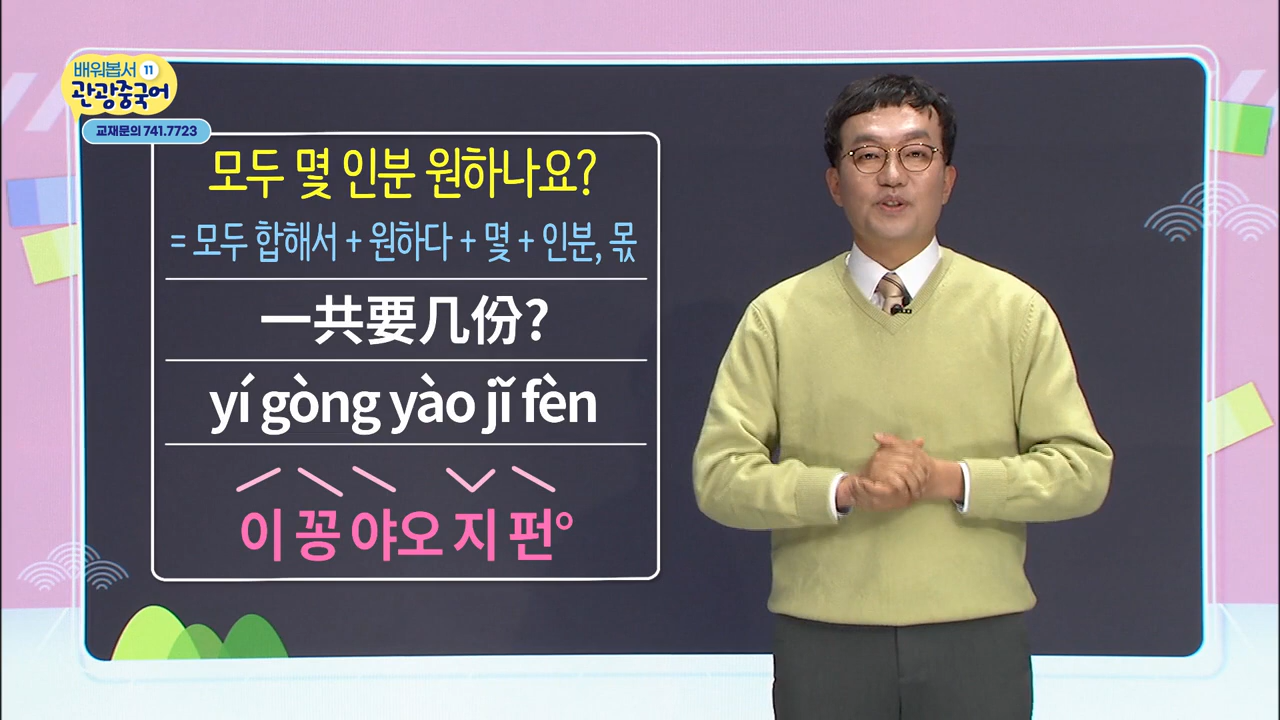 배워봅서 11
관광중국어
교재문의 741.7723
모두 몇 인분 원하나요?
= 모두 합해서 + 원하다 + 몇 + 인분, 몫
一共要几份?
yí gòng yào jǐ fèn
이 꽁 야오 지 펀°